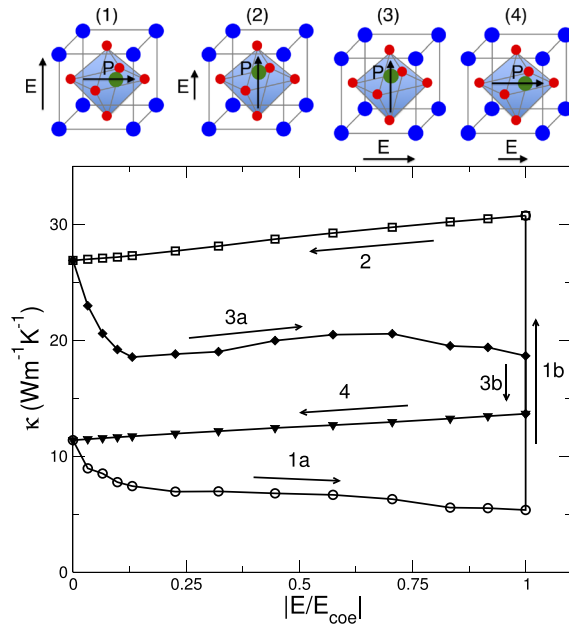 (1) (2) (3) (4)
E P E P P P
E E
30
2
3a
20
3b 1b
4
10
1a
0
0 0.25 0.5 0.75 1
κ (Wm⁻¹K⁻¹)
|E/E_coe|